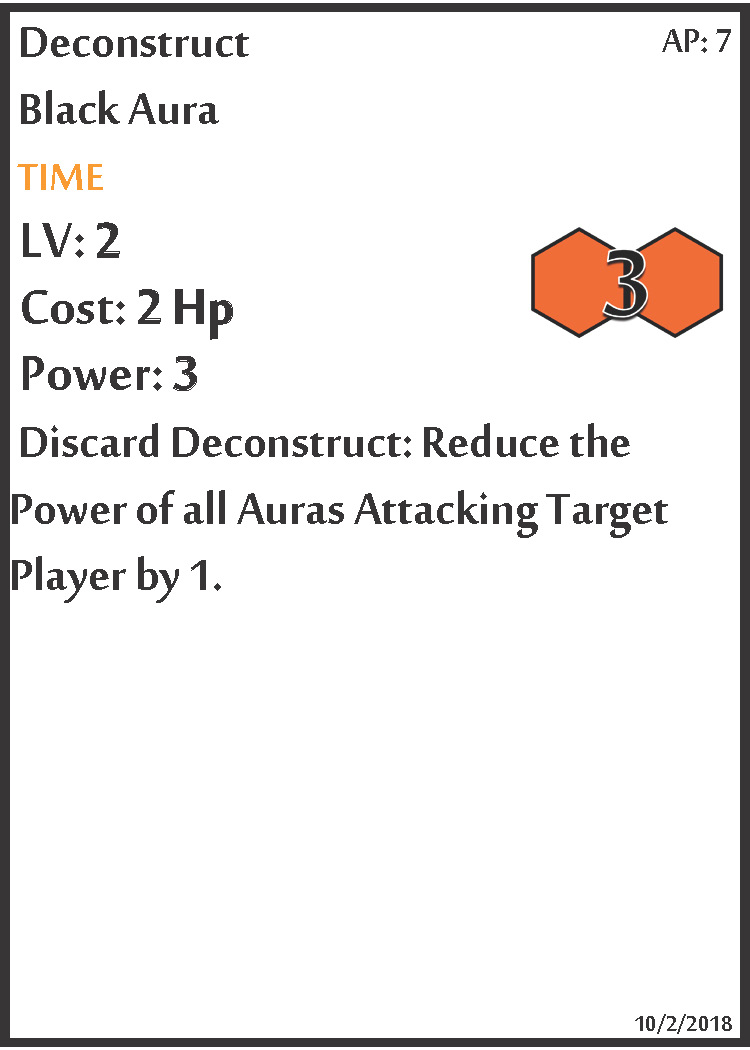 Deconstruct
AP: 7
Black Aura
TIME
LV: 2
Cost: 2 Hp
3
Power: 3
Discard Deconstruct: Reduce the
Power of all Auras Attacking Target
Player by 1.
10/2/2018